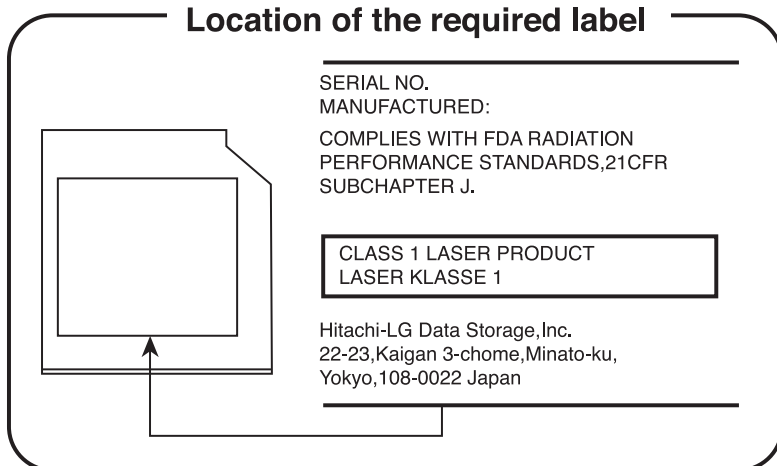 Location of the required label
SERIAL NO.
MANUFACTURED:
COMPLIES WITH FDA RADIATION
PERFORMANCE STANDARDS,21CFR
SUBCHAPTER J.
CLASS 1 LASER PRODUCT
LASER KLASSE 1
Hitachi-LG Data Storage,Inc.
22-23,Kaigan 3-chome,Minato-ku,
Yokyo,108-0022 Japan